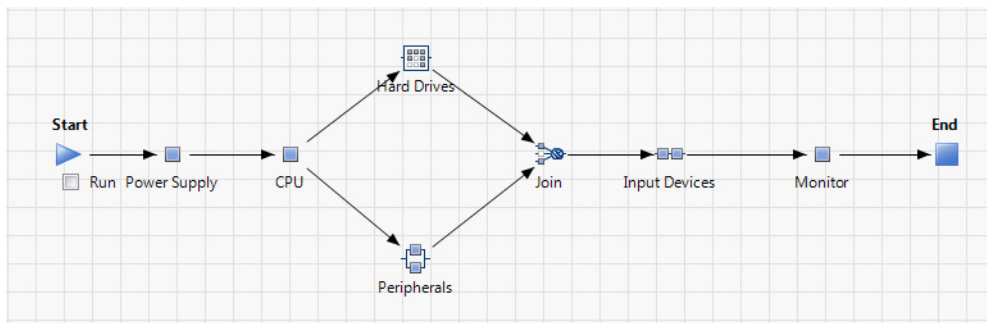 Hard Drives
Start
End
Run
Power Supply
CPU
Join
Input Devices
Monitor
Peripherals